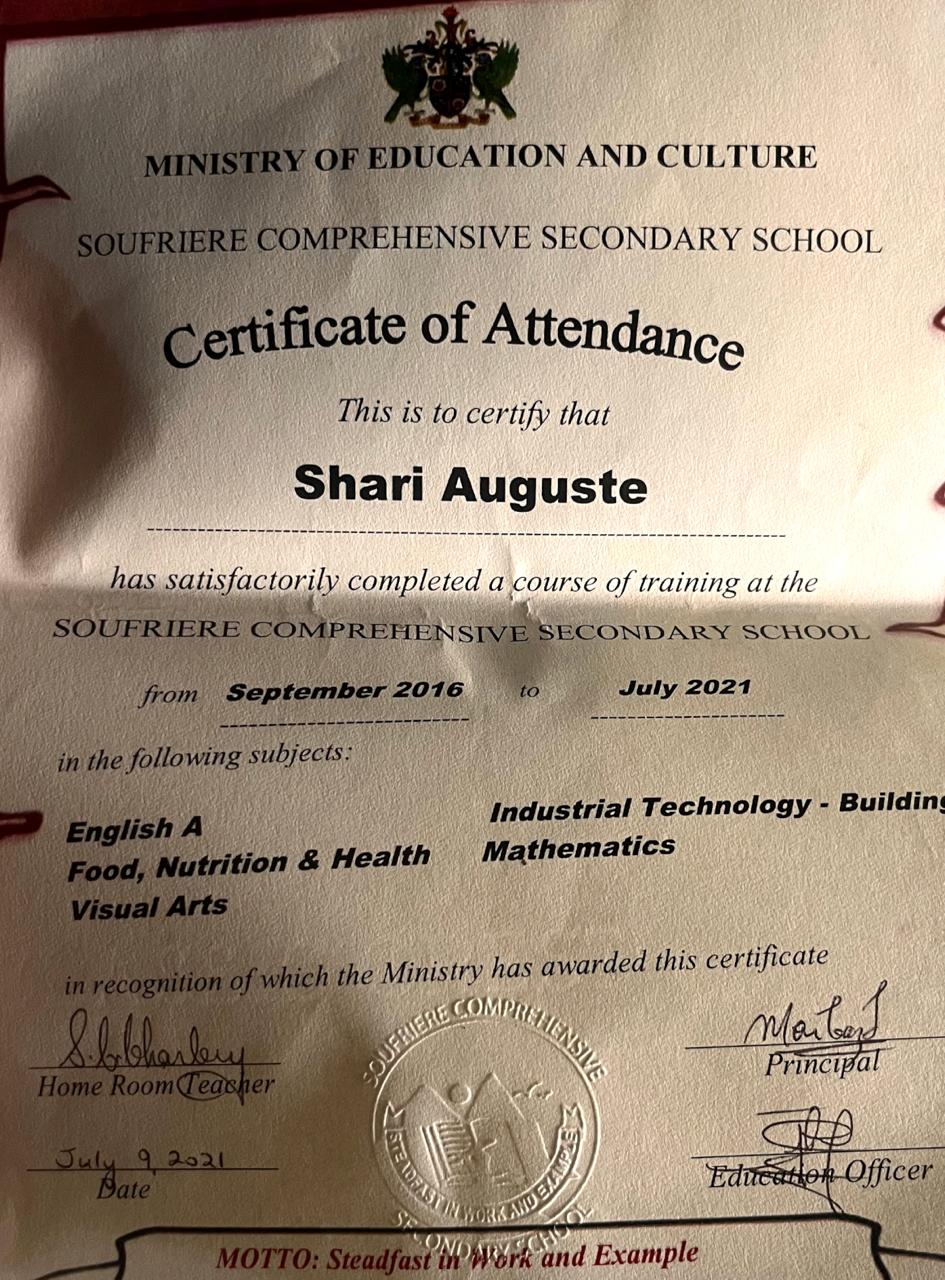 MINISTRY OF EDUCATION AND CULTURE
SOUFRIERE COMPREHENSIVE SECONDARY SCHOOL
Certificate of Attendance
This is to certify that
Shari Auguste
has satisfactorily completed a course of training at the
SOUFRIERE COMPREHENSIVE SECONDARY SCHOOL
from September 2016 to July 2021
in the following subjects:
English A
Food, Nutrition & Health
Visual Arts
Industrial Technology - Building
Mathematics
in recognition of which the Ministry has awarded this certificate
Home Room Teacher
July 9, 2021
Date
Principal
Education Officer
SOUFRIERE COMPREHENSIVE
STEADFAST IN WORK AND EXAMPLE
SECONDARY SCHOOL
MOTTO: Steadfast in Work and Example